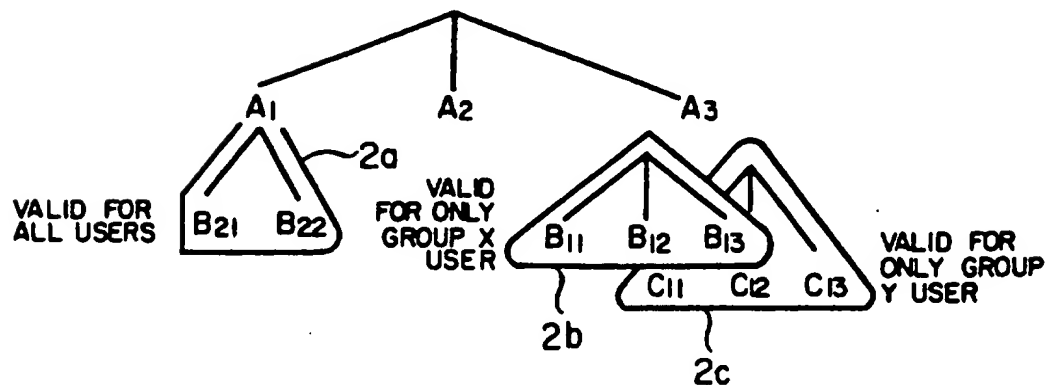 A1 A2 A3
2a
VALID FOR
ALL USERS
B21 B22
VALID
FOR ONLY
GROUP X
USER
B11 B12 B13
VALID FOR
ONLY GROUP
Y USER
C11 C12 C13
2b
2c